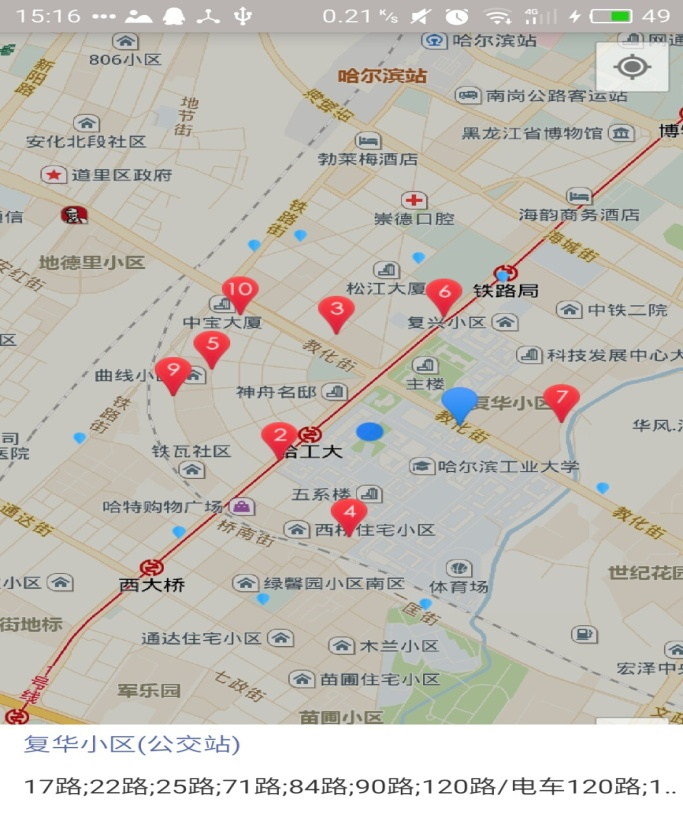 15:16 ••• 0.21 K/s 4G 49
哈尔滨站
806小区
新阳路
哈尔滨站
地节街
南岗公路客运站
安化北段社区
黑龙江省博物馆
勃莱梅酒店
道里区政府
铁路街
崇德口腔
海韵商务酒店
海城街
地德里小区
安红街
10
松江大厦
铁路局
6
中宝大厦
3
复兴小区
中铁二院
5
教化街
科技发展中心大
曲线小
9
主楼
神舟名邸
复华小区
7
铁路街
教化街
华风
2
哈工大
铁瓦社区
哈尔滨工业大学
五系楼
哈特购物广场
4
通达街
桥南街
西 住宅小区
教化街
西大桥
绿馨园小区南区
体育场
世纪花园
匡街
街地标
通达住宅小区
木兰小区
宏泽中央
1号线
七政街
军乐园
苗圃住宅小区
苗圃小区
复华小区(公交站)
17路;22路;25路;71路;84路;90路;120路/电车120路;1..